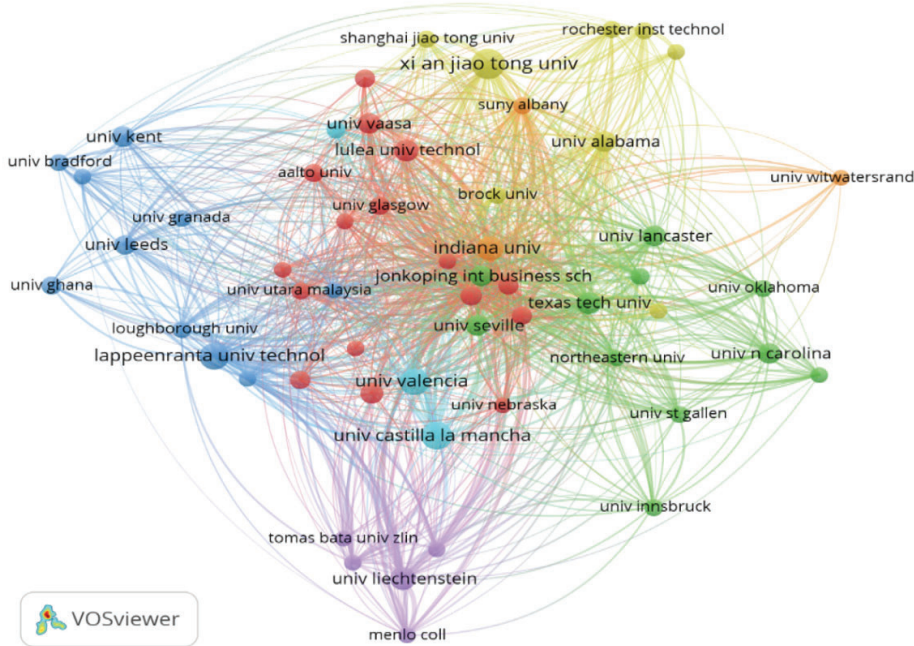 rochester inst technol
shanghai jiao tong univ
xi an jiao tong univ
suny albany
univ vaasa
univ kent
univ alabama
lulea univ technol
univ bradford
aalto univ
univ witwatersrand
brock univ
univ glasgow
univ granada
univ lancaster
univ leeds
indiana univ
jonkoping int business sch
univ ghana
univ utara malaysia
univ oklahoma
texas tech univ
univ seville
loughborough univ
lappeenranta univ technol
northeastern univ
univ n carolina
univ valencia
univ nebraska
univ st gallen
univ castilla la mancha
univ innsbruck
tomas bata univ zlin
univ liechtenstein
VOSviewer
menlo coll